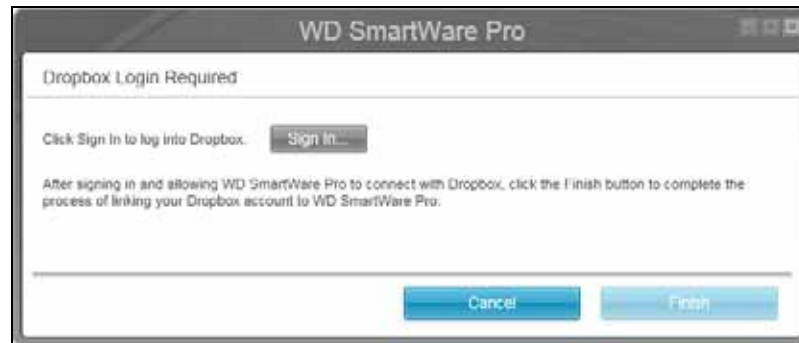 WD SmartWare Pro
Dropbox Login Required
Click Sign In to log into Dropbox. Sign In...
After signing in and allowing WD SmartWare Pro to connect with Dropbox, click the Finish button to complete the
process of linking your Dropbox account to WD SmartWare Pro.
Cancel Finish